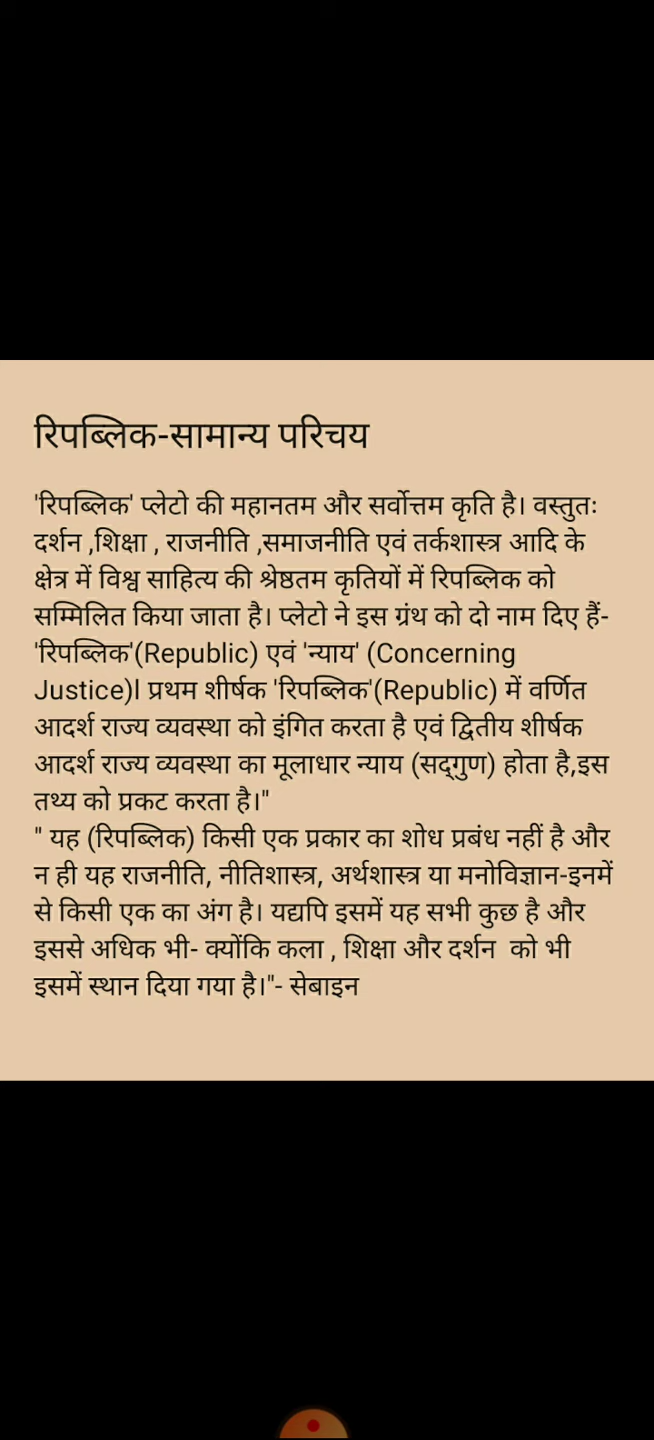 रिपब्लिक-सामान्य परिचय
'रिपब्लिक' प्लेटो की महानतम और सर्वोत्तम कृति है। वस्तुतः
दर्शन ,शिक्षा , राजनीति ,समाजनीति एवं तर्कशास्त्र आदि के
क्षेत्र में विश्व साहित्य की श्रेष्ठतम कृतियों में रिपब्लिक को
सम्मिलित किया जाता है। प्लेटो ने इस ग्रंथ को दो नाम दिए हैं-
'रिपब्लिक'(Republic) एवं 'न्याय' (Concerning
Justice)l प्रथम शीर्षक 'रिपब्लिक'(Republic) में वर्णित
आदर्श राज्य व्यवस्था को इंगित करता है एवं द्वितीय शीर्षक
आदर्श राज्य व्यवस्था का मूलाधार न्याय (सद्गुण) होता है,इस
तथ्य को प्रकट करता है।"
" यह (रिपब्लिक) किसी एक प्रकार का शोध प्रबंध नहीं है और
न ही यह राजनीति, नीतिशास्त्र, अर्थशास्त्र या मनोविज्ञान-इनमें
से किसी एक का अंग है। यद्यपि इसमें यह सभी कुछ है और
इससे अधिक भी- क्योंकि कला , शिक्षा और दर्शन  को भी
इसमें स्थान दिया गया है।"- सेबाइन